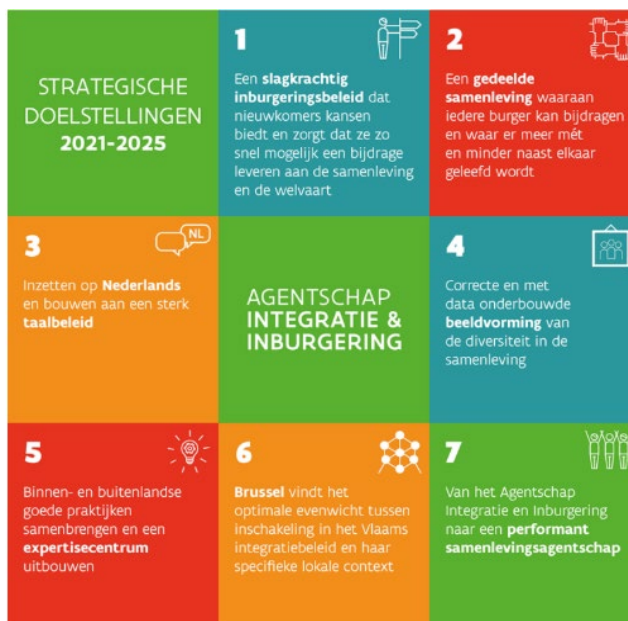 STRATEGISCHE
DOELSTELLINGEN
2021-2025
1
Een slagkrachtig
inburgeringsbeleid dat
nieuwkomers kansen
biedt en zorgt dat ze zo
snel mogelijk een bijdrage
leveren aan de samenleving
en de welvaart
2
Een gedeelde
samenleving waaraan
iedere burger kan bijdragen
en waar er meer mét
en minder naast elkaar
geleefd wordt
3
NL
Inzetten op Nederlands
en bouwen aan een sterk
taalbeleid
AGENTSCHAP
INTEGRATIE &
INBURGERING
4
Correcte en met
data onderbouwde
beeldvorming van
de diversiteit in de
samenleving
5
Binnen- en buitenlandse
goede praktijken
samenbrengen en een
expertisecentrum
uitbouwen
6
Brussel vindt het
optimale evenwicht tussen
inschakeling in het Vlaams
integratiebeleid en haar
specifieke lokale context
7
Van het Agentschap
Integratie en Inburgering
naar een performant
samenlevingsagentschap